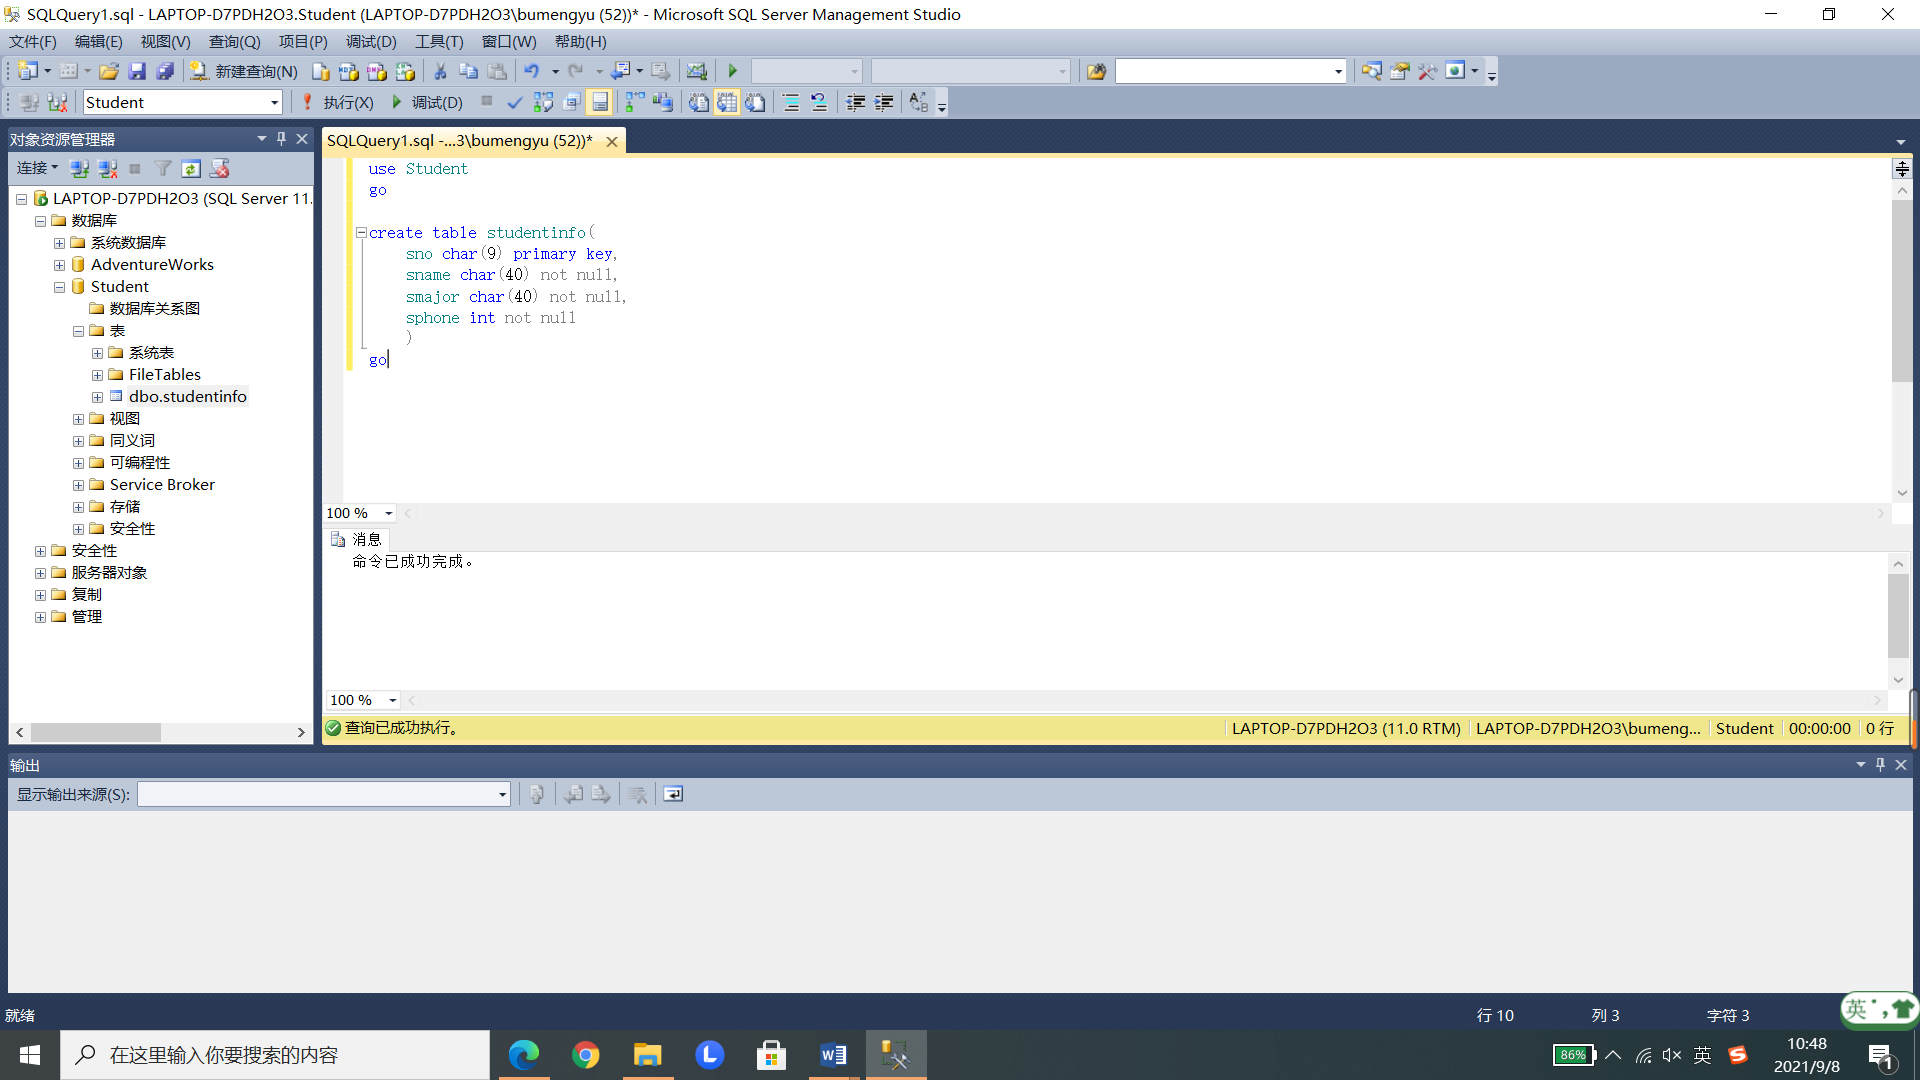 SQLQuery1.sql - LAPTOP-D7PDH2O3.Student (LAPTOP-D7PDH2O3\bumengyu (52))* - Microsoft SQL Server Management Studio
文件(F) 编辑(E) 视图(V) 查询(Q) 项目(P) 调试(D) 工具(T) 窗口(W) 帮助(H)
新建查询(N)
Student 执行(X) 调试(D)
对象资源管理器
连接
LAPTOP-D7PDH2O3 (SQL Server 11.
数据库
系统数据库
AdventureWorks
Student
数据库关系图
表
系统表
FileTables
dbo.studentinfo
视图
同义词
可编程性
Service Broker
存储
安全性
安全性
服务器对象
复制
管理
SQLQuery1.sql -...3\bumengyu (52))*
use Student
go
create table studentinfo(
sno char(9) primary key,
sname char(40) not null,
smajor char(40) not null,
sphone int not null
)
go
100 %
消息
命令已成功完成。
100 %
查询已成功执行。 LAPTOP-D7PDH2O3 (11.0 RTM) LAPTOP-D7PDH2O3\bumeng... Student 00:00:00 0 行
输出
显示输出来源(S):
就绪 行 10 列 3 字符 3
英
在这里输入你要搜索的内容
86% 英 10:48
2021/9/8
1